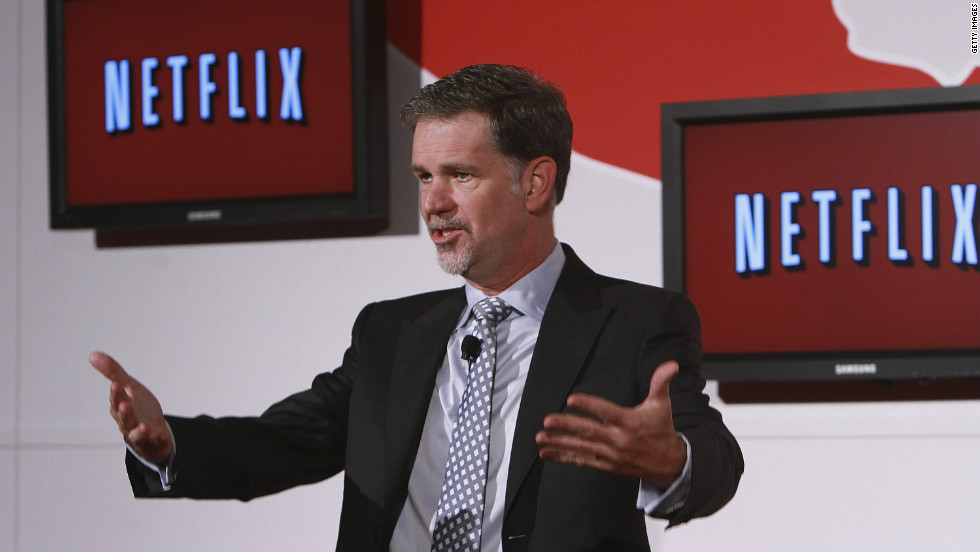 NETFLIX
SAMSUNG
NETFLIX
SAMSUNG
GETTY IMAGES